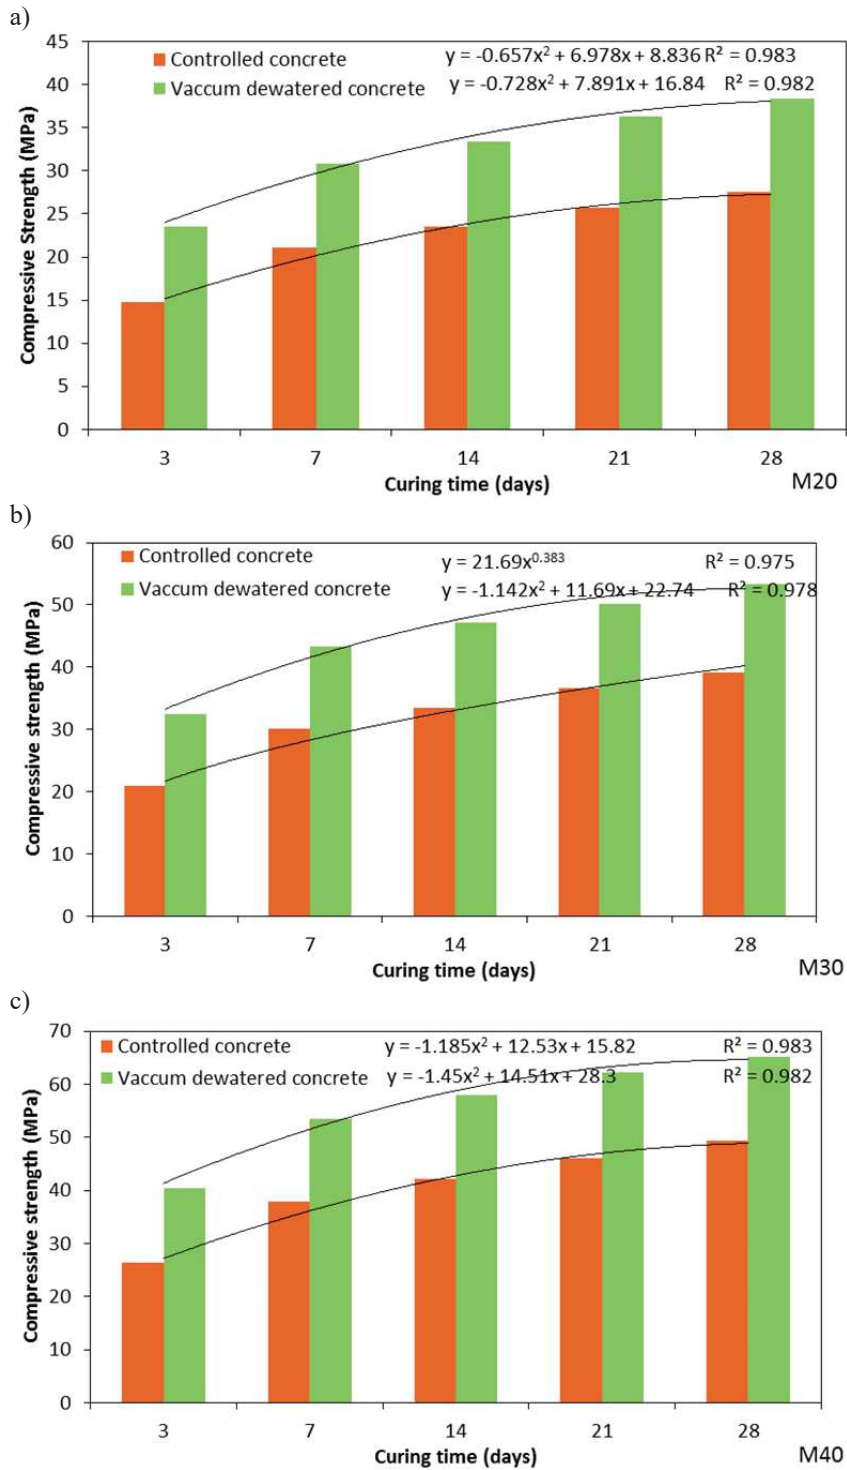 a)
Controlled concrete y = -0.657x² + 6.978x + 8.836 R² = 0.983
Vaccum dewatered concrete y = -0.728x² + 7.891x + 16.84 R² = 0.982
Compressive Strength (MPa)
45
40
35
30
25
20
15
10
5
0
3 7 14 21 28
Curing time (days) M20
b)
Controlled concrete y = 21.69x^0.383 R² = 0.975
Vaccum dewatered concrete y = -1.142x² + 11.69x + 22.74 R² = 0.978
Compressive strength (MPa)
60
50
40
30
20
10
0
3 7 14 21 28
Curing time (days) M30
c)
Controlled concrete y = -1.185x² + 12.53x + 15.82 R² = 0.983
Vaccum dewatered concrete y = -1.45x² + 14.51x + 28.3 R² = 0.982
Compressive strength (MPa)
70
60
50
40
30
20
10
0
3 7 14 21 28
Curing time (days) M40